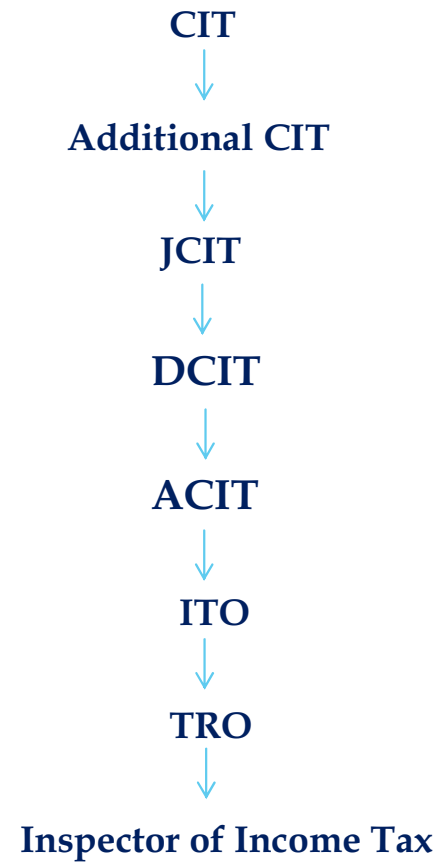 CIT
Additional CIT
JCIT
DCIT
ACIT
ITO
TRO
Inspector of Income Tax